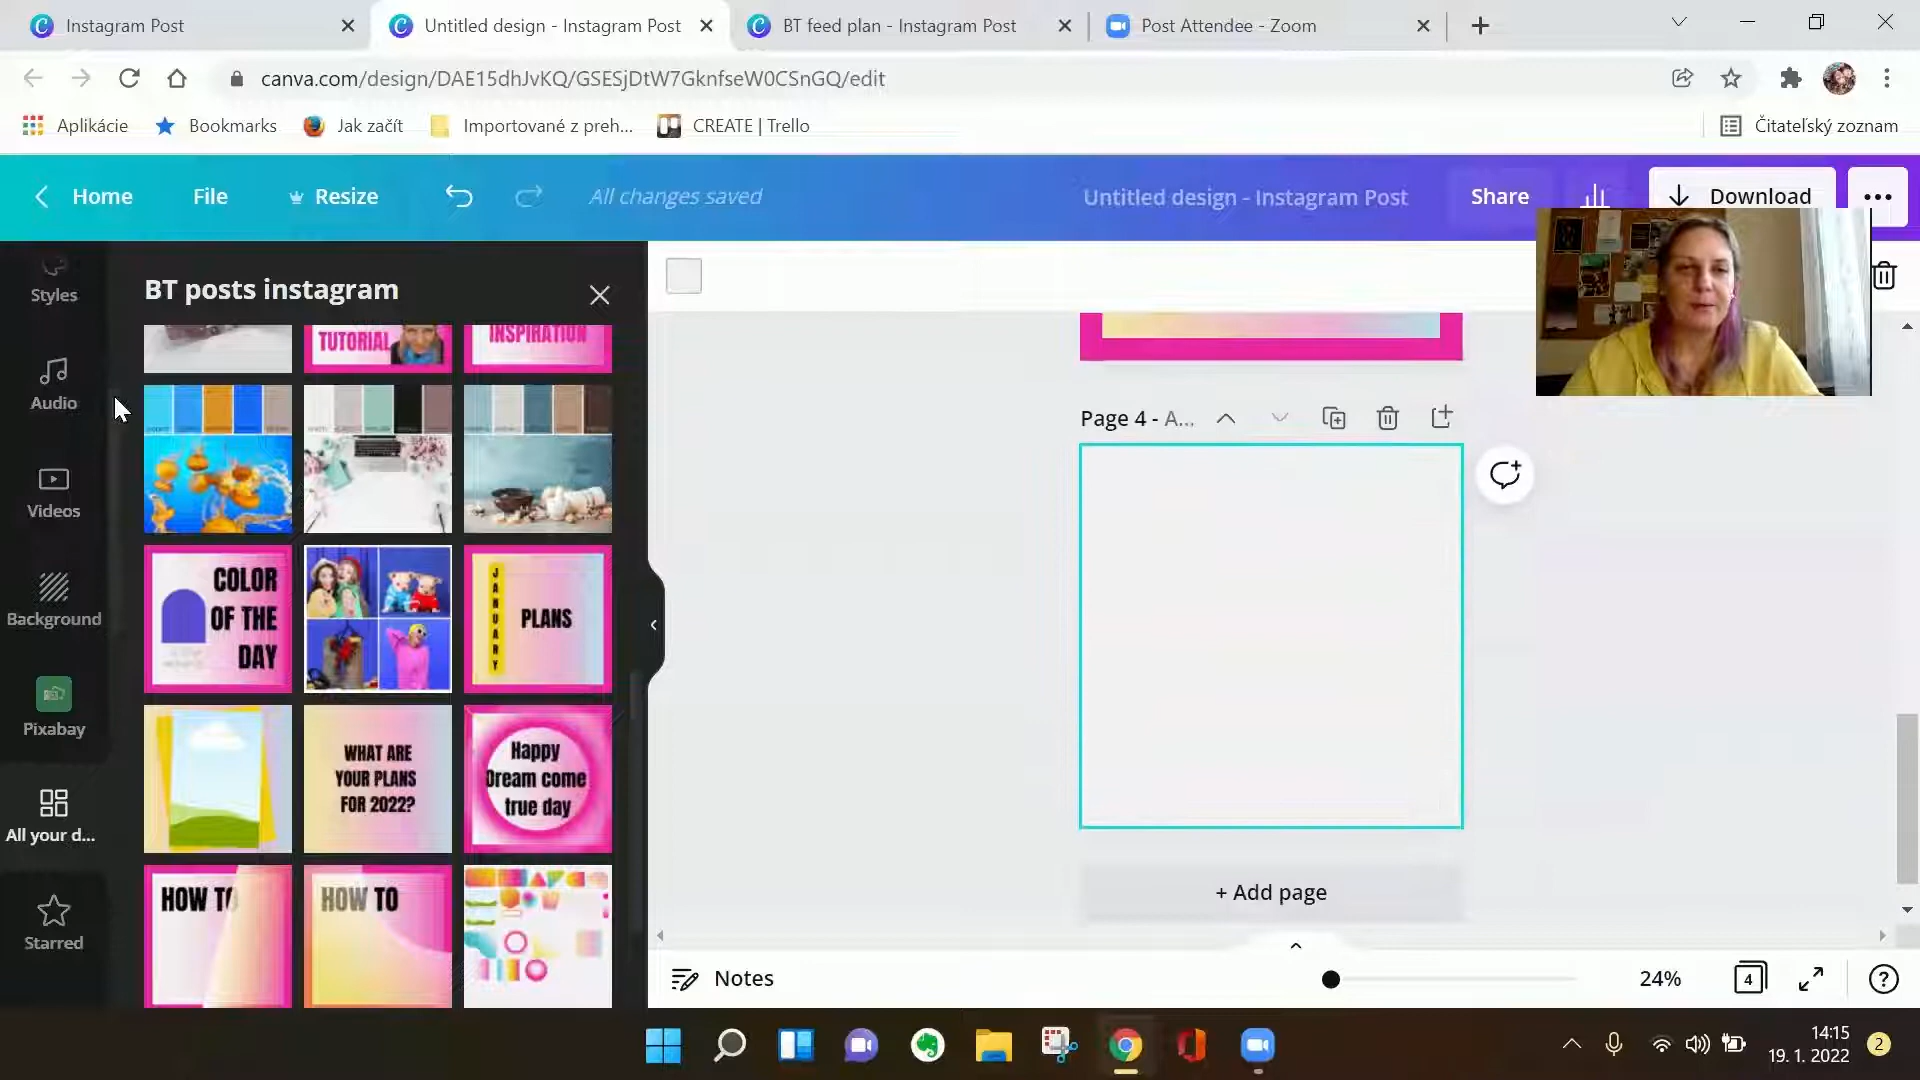 Instagram Post
Untitled design - Instagram Post
BT feed plan - Instagram Post
Post Attendee - Zoom
canva.com/design/DAE15dhJvKQ/GSESjDtW7GknfseW0CSnGQ/edit
Aplikácie
Bookmarks
Jak začít
Importované z preh...
CREATE | Trello
Čitateľský zoznam
Home
File
Resize
All changes saved
Untitled design - Instagram Post
Share
Download
Styles
Audio
Videos
Background
Pixabay
All your d...
Starred
BT posts instagram
TUTORIAL
INSPIRATION
COLOR
OF THE
DAY
JANUARY
PLANS
WHAT ARE
YOUR PLANS
FOR 2022?
Happy
Dream come
true day
HOW TO
HOW TO
Page 4 - A...
+ Add page
Notes
24%
4
14:15
19. 1. 2022
2